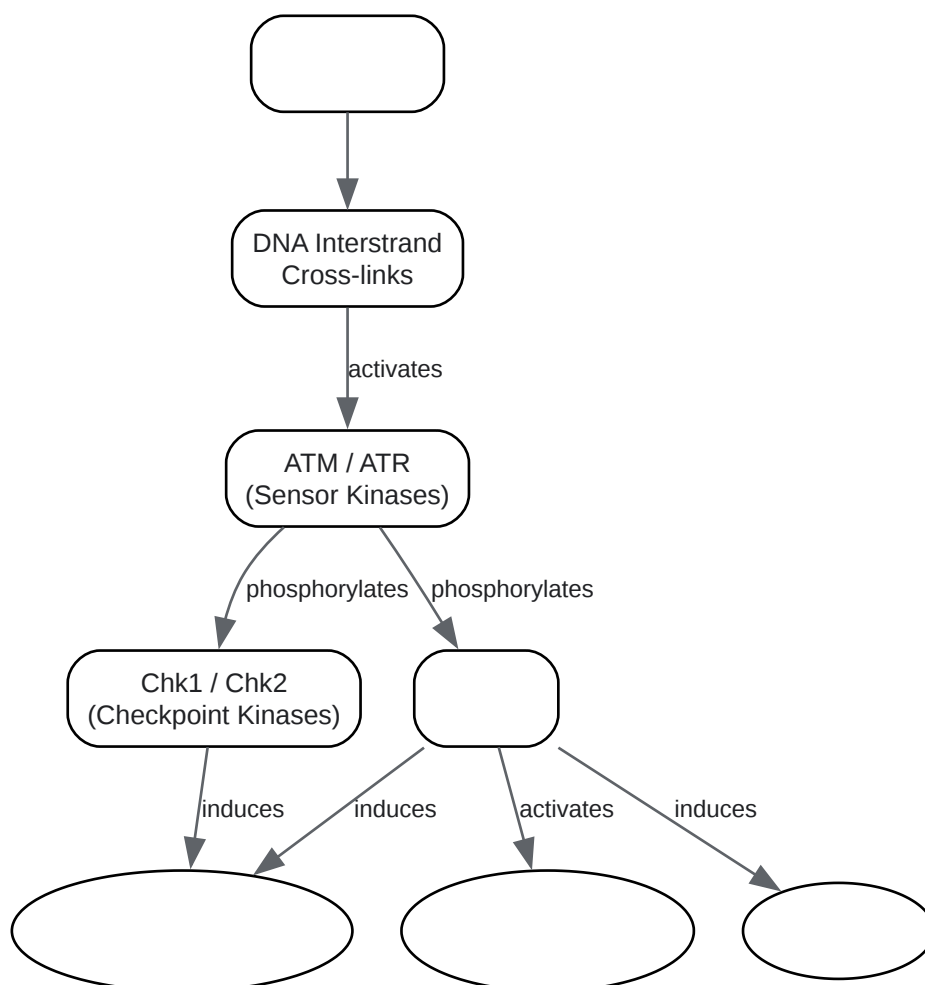 DNA Interstrand
Cross-links
activates
ATM / ATR
(Sensor Kinases)
phosphorylates
phosphorylates
Chk1 / Chk2
(Checkpoint Kinases)
induces
induces
activates
induces